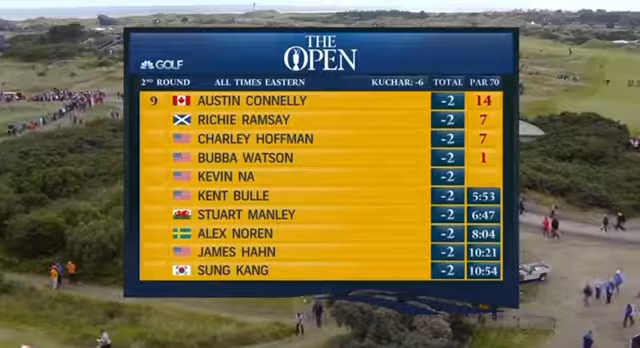 THE
OPEN
GOLF
2ND ROUND ALL TIMES EASTERN KUCHAR: -6 TOTAL PAR 70
9 AUSTIN CONNELLY -2 14
RICHIE RAMSAY -2 7
CHARLEY HOFFMAN -2 7
BUBBA WATSON -2 1
KEVIN NA -2
KENT BULLE -2 5:53
STUART MANLEY -2 6:47
ALEX NOREN -2 8:04
JAMES HAHN -2 10:21
SUNG KANG -2 10:54